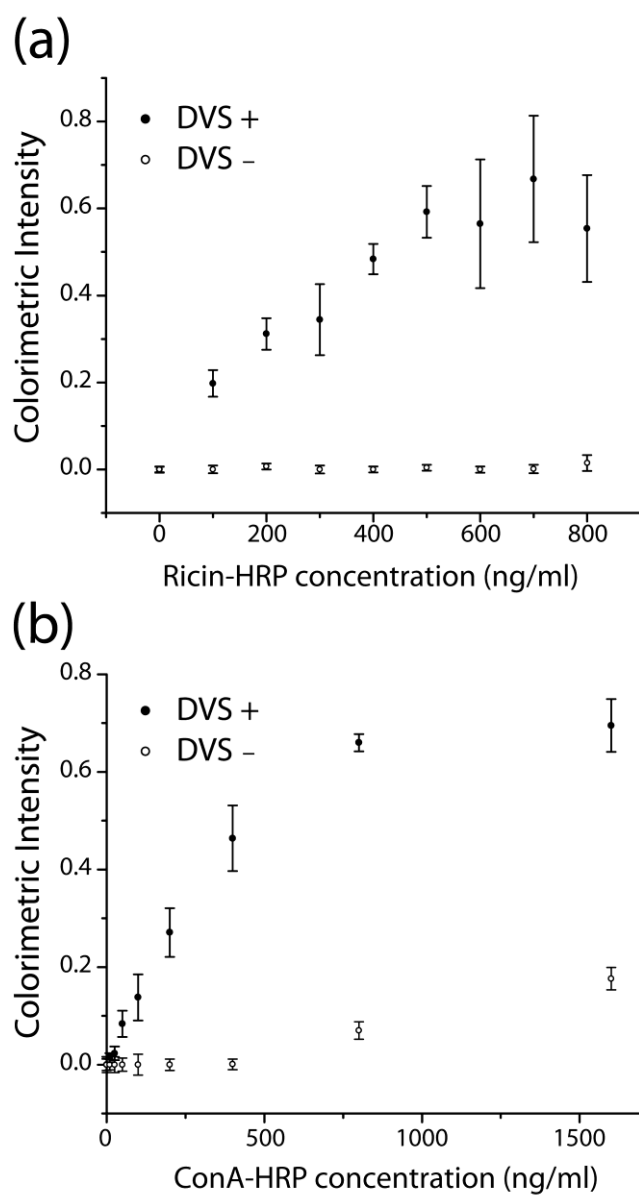 (a)
DVS +
DVS –
0.8
0.6
0.4
0.2
0.0
Colorimetric Intensity
0 200 400 600 800
Ricin-HRP concentration (ng/ml)
(b)
DVS +
DVS –
0.8
0.6
0.4
0.2
0.0
Colorimetric Intensity
0 500 1000 1500
ConA-HRP concentration (ng/ml)